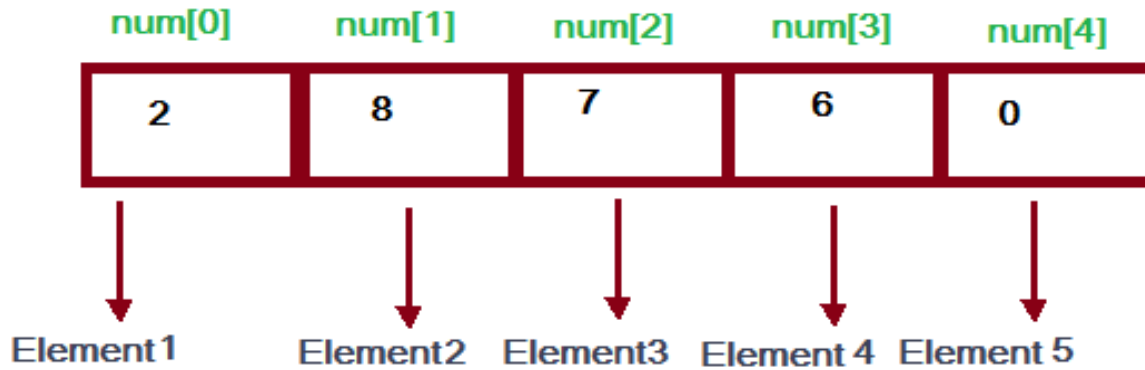 num[0] num[1] num[2] num[3] num[4]
2 8 7 6 0
Element1 Element2 Element3 Element 4 Element 5